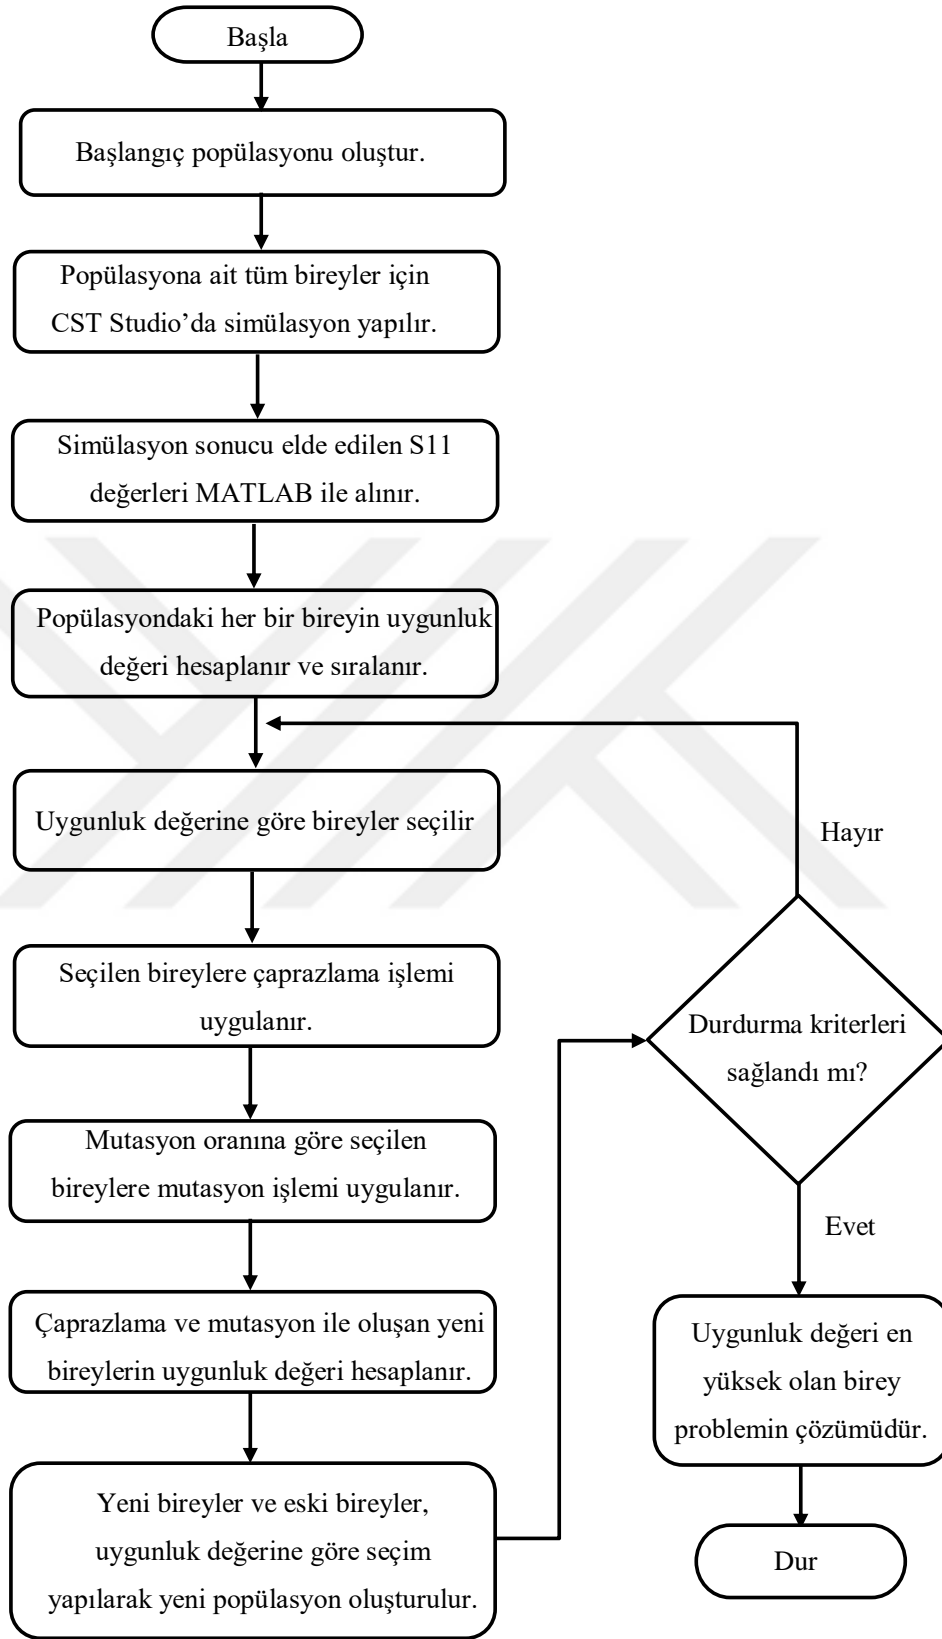 Başla
Başlangıç popülasyonu oluştur.
Popülasyona ait tüm bireyler için
CST Studio’da simülasyon yapılır.
Simülasyon sonucu elde edilen S11
değerleri MATLAB ile alınır.
Popülasyondaki her bir bireyin uygunluk
değeri hesaplanır ve sıralanır.
Uygunluk değerine göre bireyler seçilir
Seçilen bireylere çaprazlama işlemi
uygulanır.
Mutasyon oranına göre seçilen
bireylere mutasyon işlemi uygulanır.
Çaprazlama ve mutasyon ile oluşan yeni
bireylerin uygunluk değeri hesaplanır.
Yeni bireyler ve eski bireyler,
uygunluk değerine göre seçim
yapılarak yeni popülasyon oluşturulur.
Durdurma kriterleri
sağlandı mı?
Hayır
Evet
Uygunluk değeri en
yüksek olan birey
problemin çözümüdür.
Dur